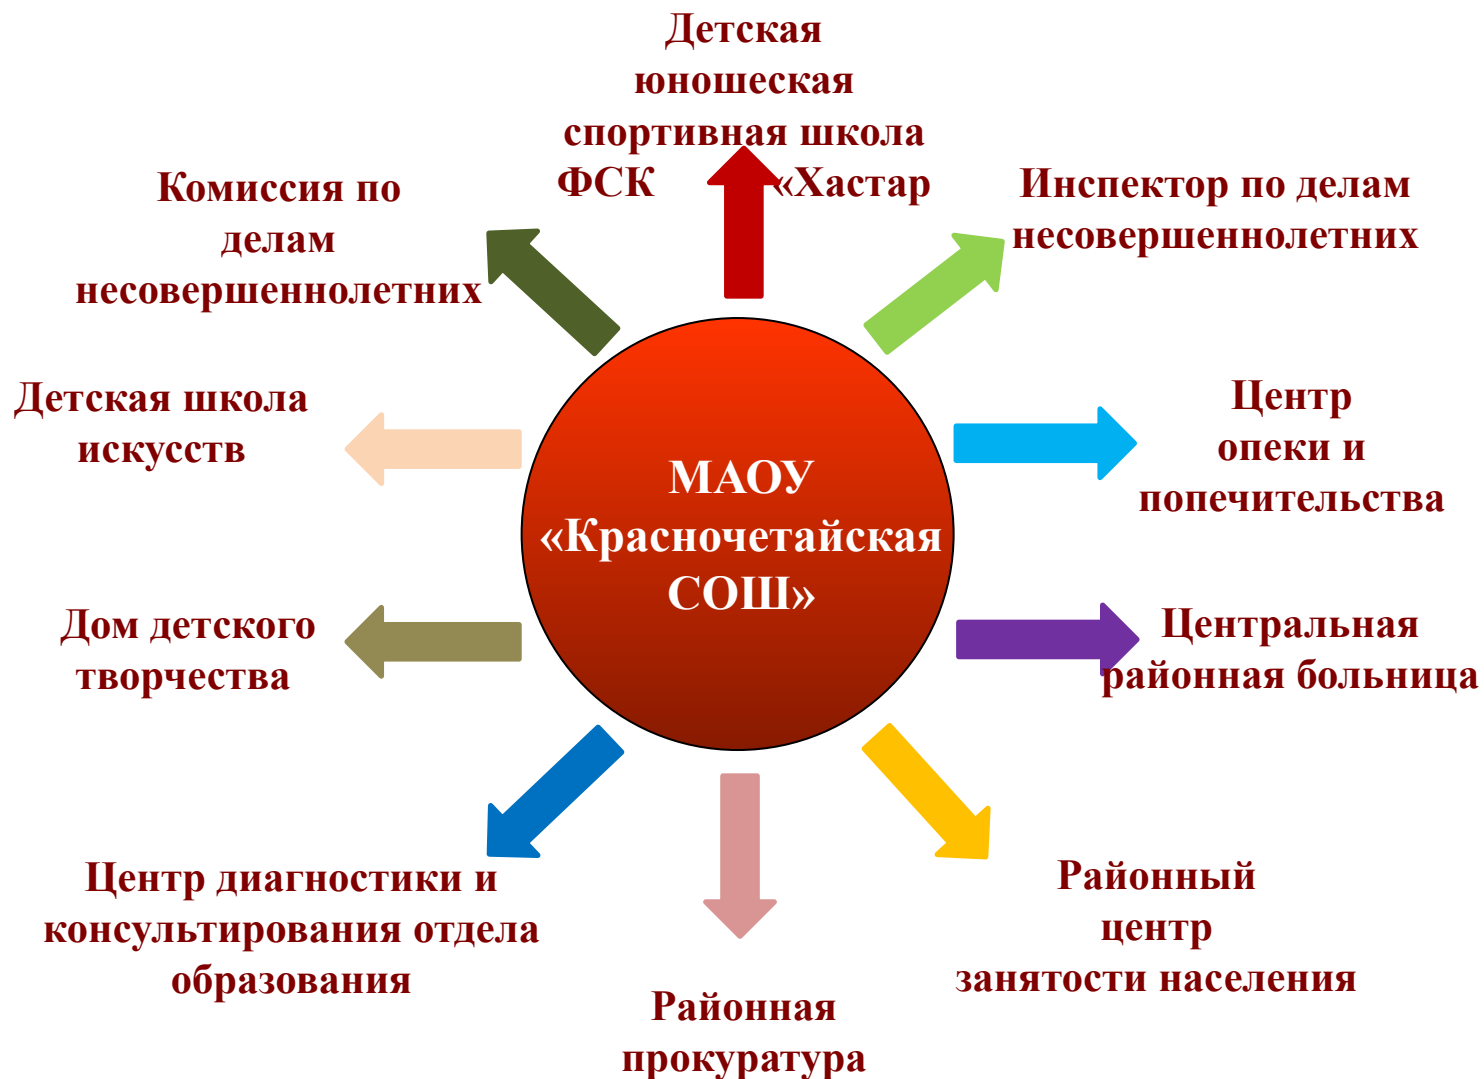 Детская
юношеская
спортивная школа
ФСК «Хастар
Комиссия по
делам
несовершеннолетних
Инспектор по делам
несовершеннолетних
Детская школа
искусств
Центр
опеки и
попечительства
МАОУ
«Красночетайская
СОШ»
Дом детского
творчества
Центральная
районная больница
Центр диагностики и
консультирования отдела
образования
Районный
центр
занятости населения
Районная
прокуратура